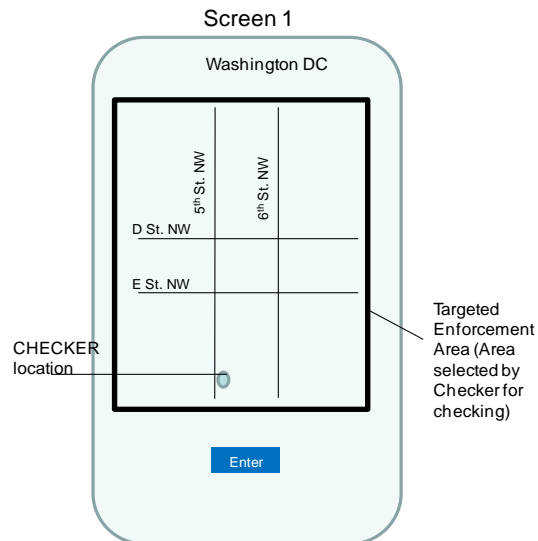 Screen 1
Washington DC
5th St. NW
6th St. NW
D St. NW
E St. NW
CHECKER
location
Targeted
Enforcement
Area (Area
selected by
Checker for
checking)
Enter